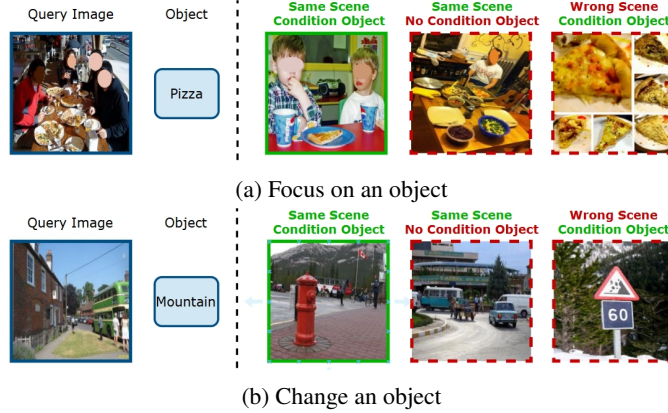 Query Image Object Same Scene Same Scene Wrong Scene
Condition Object No Condition Object Condition Object
Pizza
(a) Focus on an object
Query Image Object Same Scene Same Scene Wrong Scene
Condition Object No Condition Object Condition Object
Mountain
60
(b) Change an object